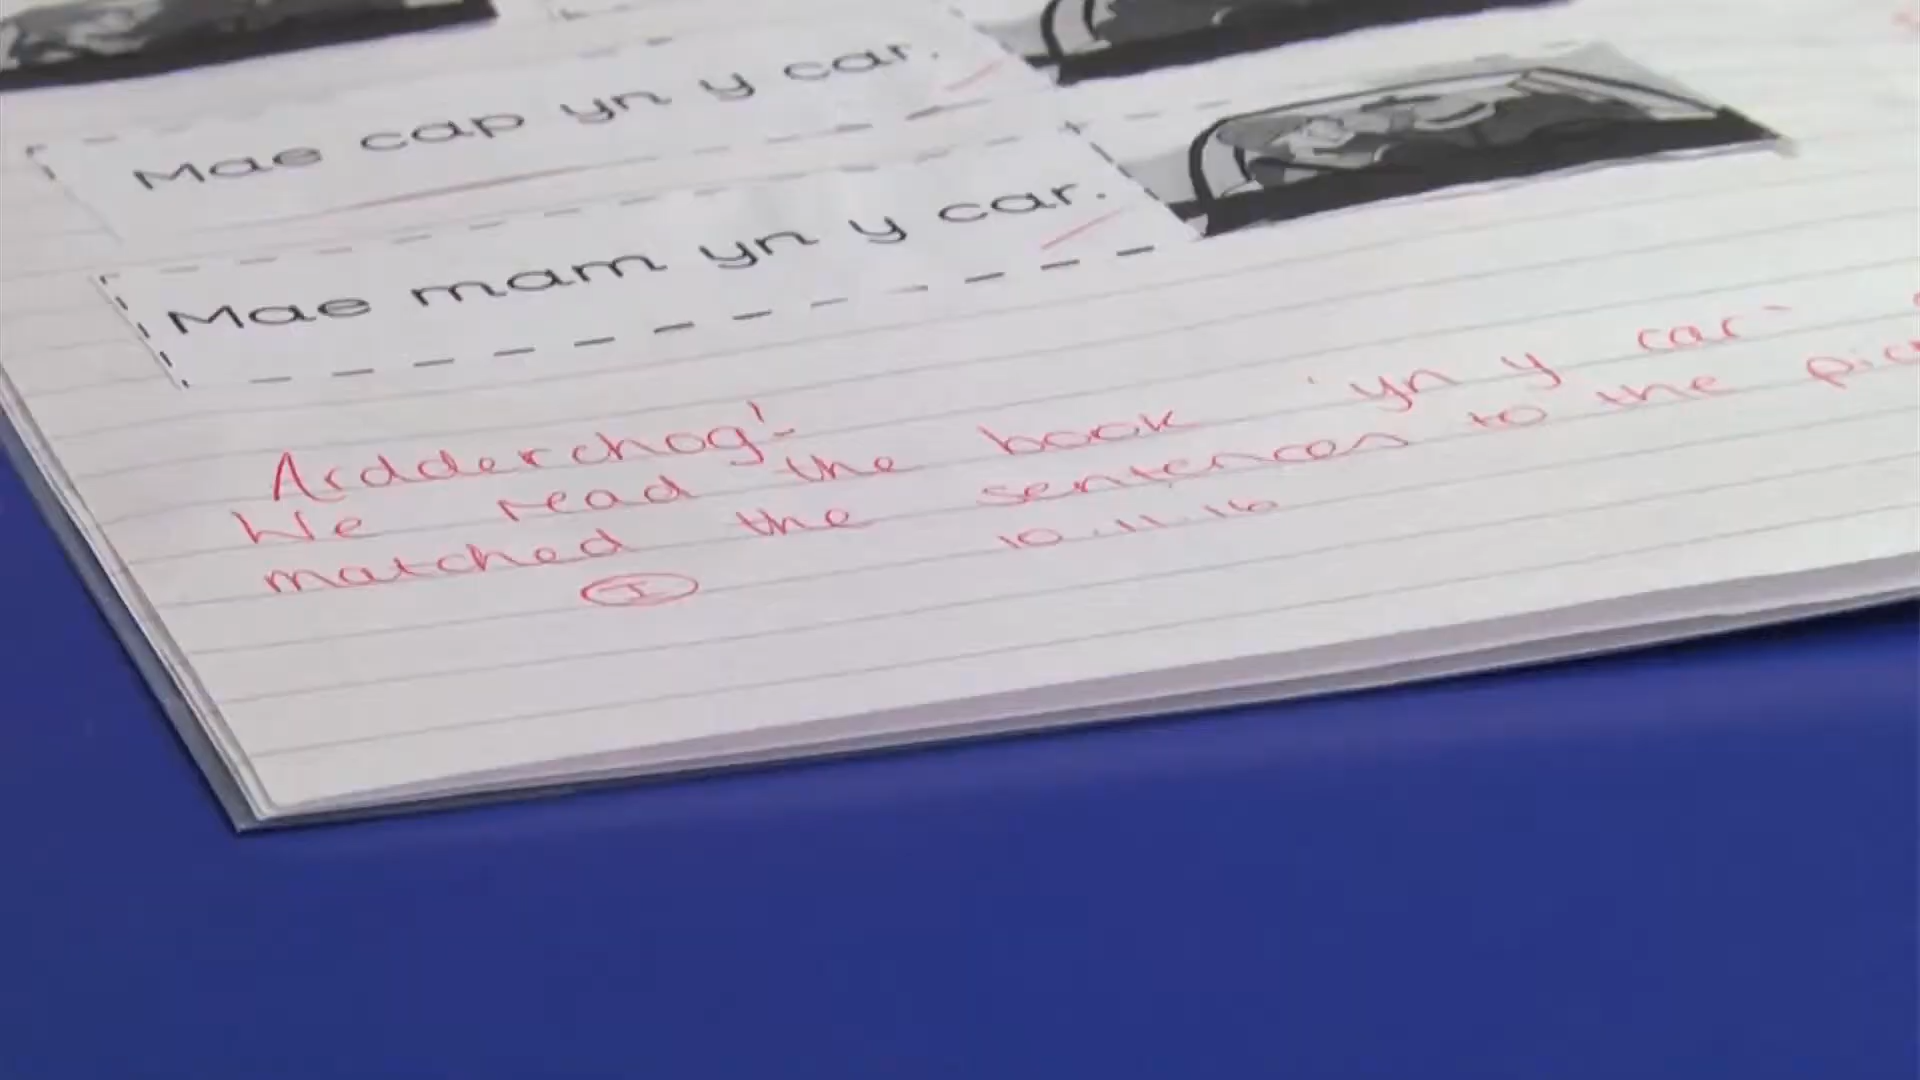 Mae cap yn y car.
Mae mam yn y car.
Ardderchog!
We read the book 'yn y car'
matched the sentences to the pic
I 10.11.16